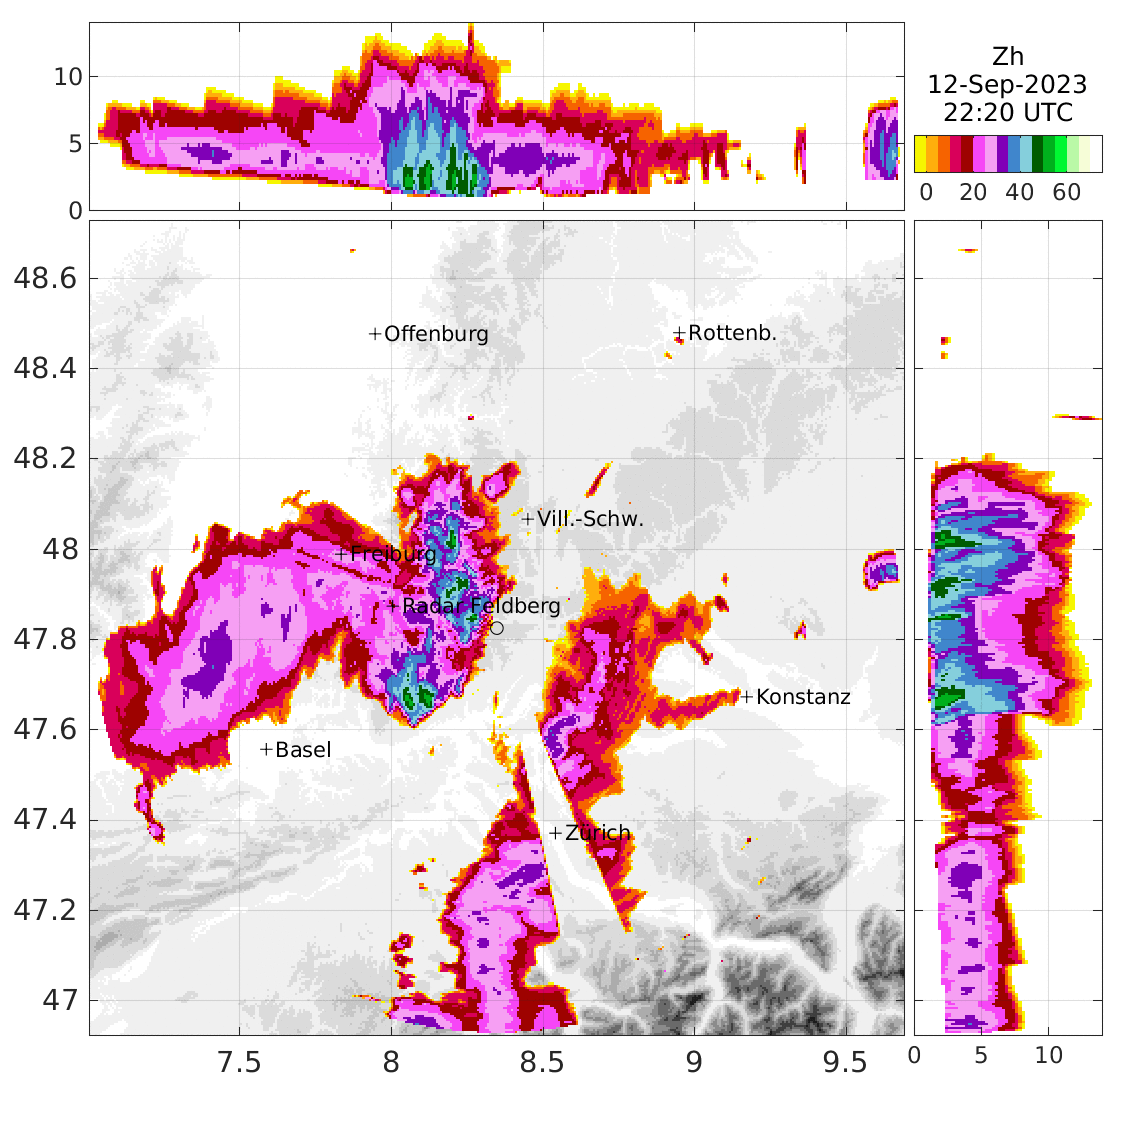 10
5
0
Zh
12-Sep-2023
22:20 UTC
0 20 40 60
48.6
48.4
48.2
48
47.8
47.6
47.4
47.2
47
+Offenburg
+Rottenb.
+Vill.-Schw.
+Freiburg
+Radar Feldberg
+Konstanz
+Basel
+Zürich
7.5 8 8.5 9 9.5
0 5 10